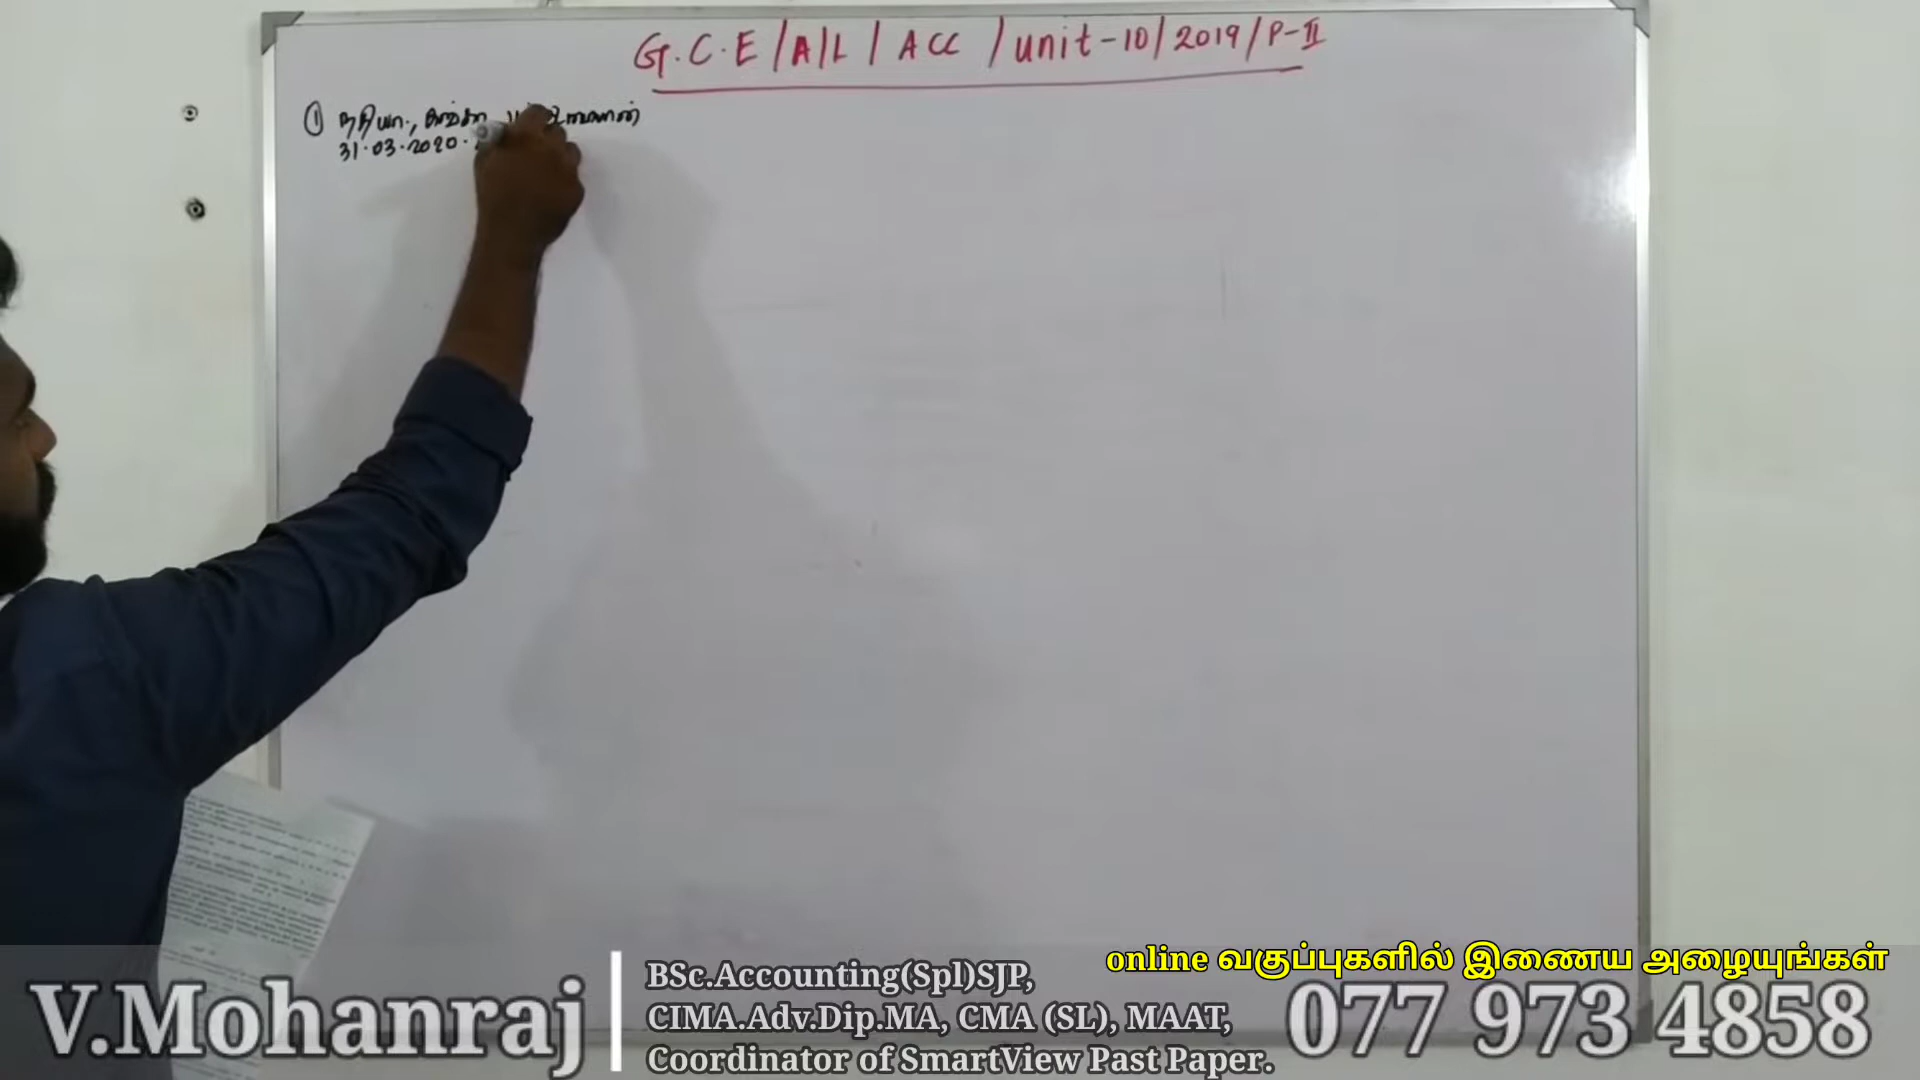 G.C.E/A/L/ACC/unit-10/2019/P-II
①
31.03.2020.
online வகுப்புகளில் இணைய அழையுங்கள்
V.Mohanraj
BSc.Accounting(Spl)SJP,
CIMA.Adv.Dip.MA, CMA (SL), MAAT,
Coordinator of SmartView Past Paper.
077 973 4858